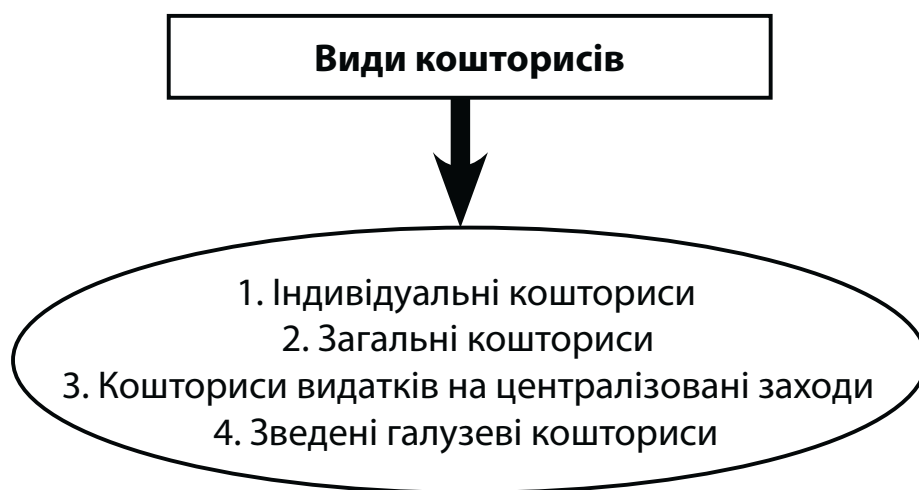 Види кошторисів
1. Індивідуальні кошториси
2. Загальні кошториси
3. Кошториси видатків на централізовані заходи
4. Зведені галузеві кошториси